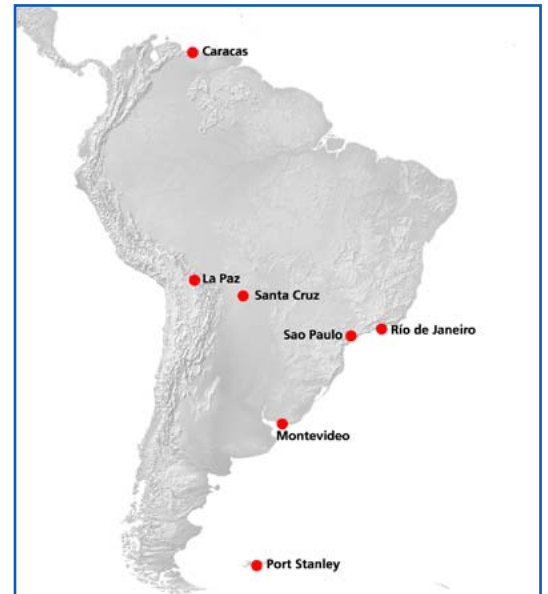 Caracas
La Paz
Santa Cruz
Sao Paulo
Río de Janeiro
Montevideo
Port Stanley